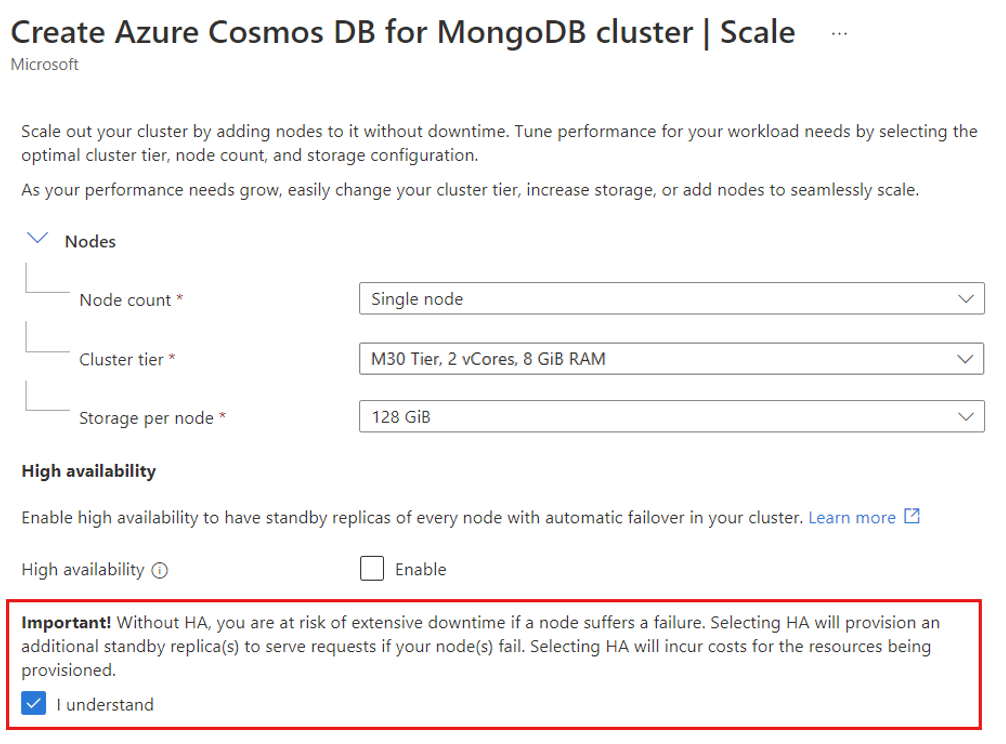 Create Azure Cosmos DB for MongoDB cluster | Scale ...
Microsoft
Scale out your cluster by adding nodes to it without downtime. Tune performance for your workload needs by selecting the
optimal cluster tier, node count, and storage configuration.
As your performance needs grow, easily change your cluster tier, increase storage, or add nodes to seamlessly scale.
Nodes
Node count * Single node
Cluster tier * M30 Tier, 2 vCores, 8 GiB RAM
Storage per node * 128 GiB
High availability
Enable high availability to have standby replicas of every node with automatic failover in your cluster. Learn more
High availability Enable
Important! Without HA, you are at risk of extensive downtime if a node suffers a failure. Selecting HA will provision an
additional standby replica(s) to serve requests if your node(s) fail. Selecting HA will incur costs for the resources being
provisioned.
I understand